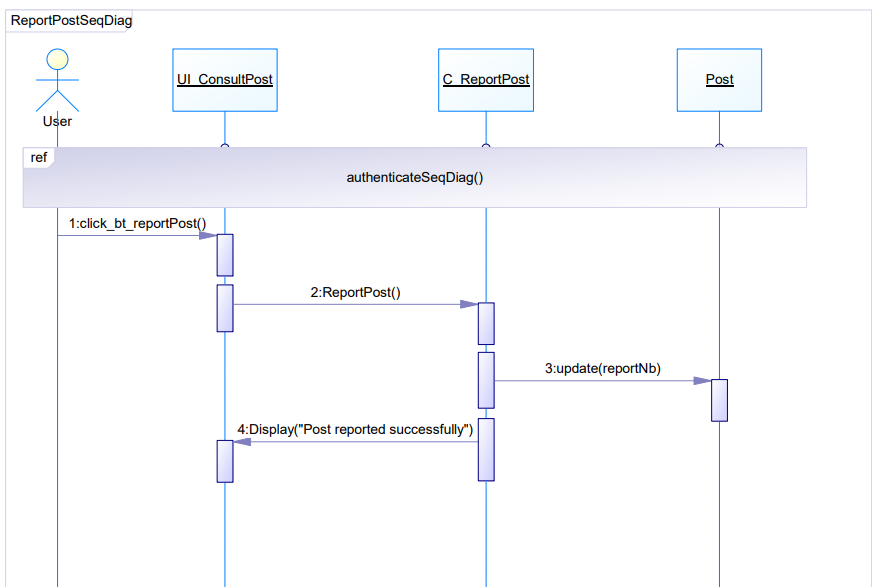 ReportPostSeqDiag
UI_ConsultPost
C_ReportPost
Post
User
ref
authenticateSeqDiag()
1:click_bt_reportPost()
2:ReportPost()
3:update(reportNb)
4:Display("Post reported successfully")